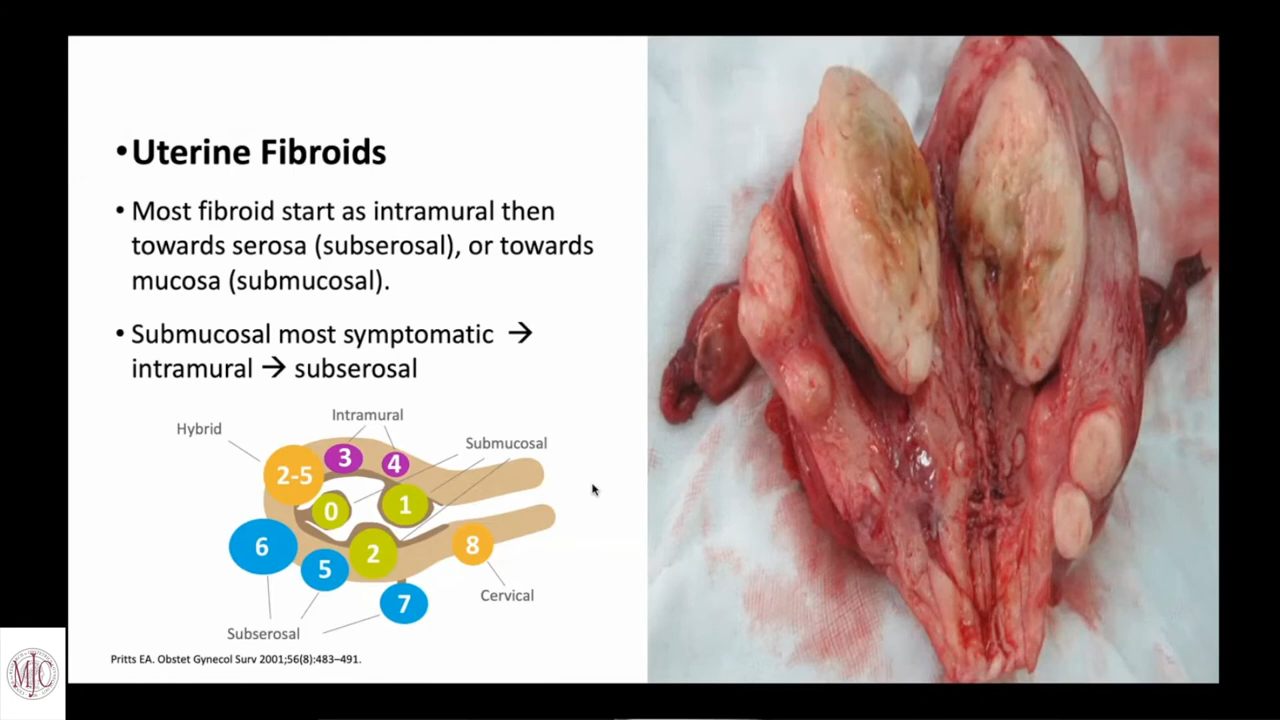 •Uterine Fibroids
• Most fibroid start as intramural then
towards serosa (subserosal), or towards
mucosa (submucosal).
• Submucosal most symptomatic →
intramural → subserosal
Intramural
Hybrid
Submucosal
3
4
2-5
0
1
6
5
2
8
7
Cervical
Subserosal
Pritts EA. Obstet Gynecol Surv 2001;56(8):483–491.
MJC